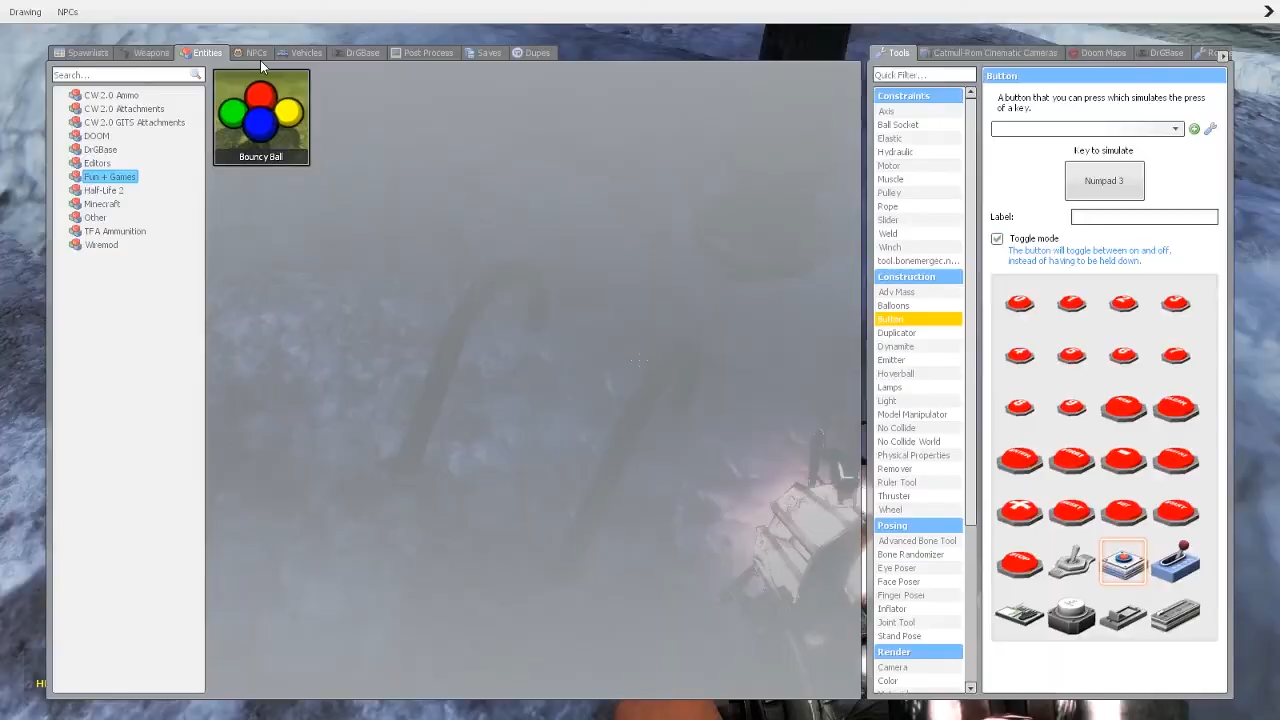 Drawing NPCs
Spawnlists Weapons Entities NPCs Vehicles DrGBase Post Process Saves Dupes
Search...
CW 2.0 Ammo
CW 2.0 Attachments
CW 2.0 GITS Attachments
DOOM
DrGBase
Editors
Fun + Games
Half-Life 2
Minecraft
Other
TFA Ammunition
Wiremod
Bouncy Ball
Tools Catmull-Rom Cinematic Cameras Doom Maps DrGBase
Quick Filter...
Constraints
Axis
Ball Socket
Elastic
Hydraulic
Motor
Muscle
Pulley
Rope
Slider
Weld
Winch
tool.bonemergec.n...
Construction
Adv Mass
Balloons
Button
Duplicator
Dynamite
Emitter
Hoverball
Lamps
Light
Model Manipulator
No Collide
No Collide World
Physical Properties
Remover
Ruler Tool
Thruster
Wheel
Posing
Advanced Bone Tool
Bone Randomizer
Eye Poser
Face Poser
Finger Poser
Inflator
Joint Tool
Stand Pose
Render
Camera
Color
Button
A button that you can press which simulates the press
of a key.
Key to simulate
Numpad 3
Label:
Toggle mode
The button will toggle between on and off,
instead of having to be held down.
STOP